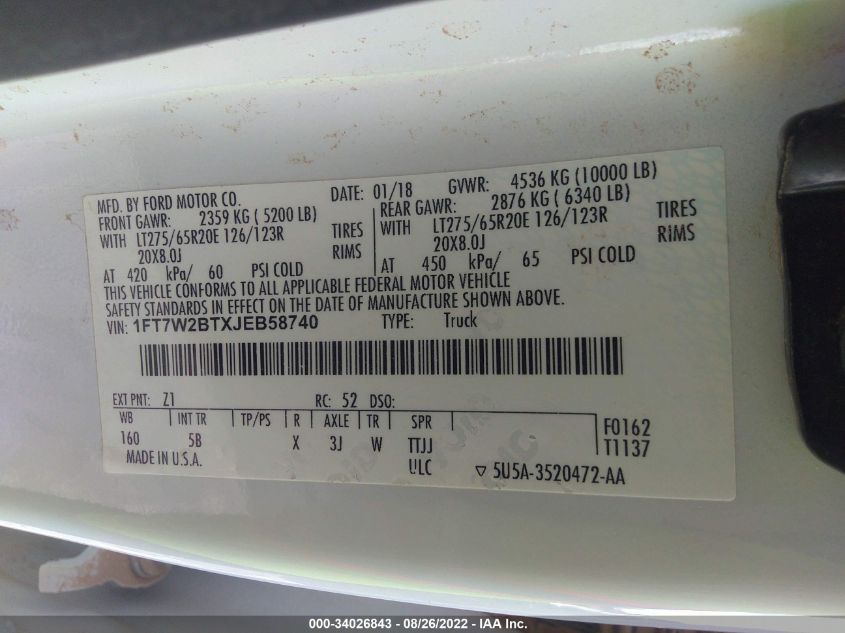 MFD. BY FORD MOTOR CO.
DATE: 01/18 GVWR: 4536 KG (10000 LB)
FRONT GAWR: 2359 KG ( 5200 LB)
REAR GAWR: 2876 KG ( 6340 LB)
WITH LT275/65R20E 126/123R TIRES
WITH LT275/65R20E 126/123R TIRES
20X8.0J RIMS
20X8.0J RIMS
AT 420 kPa/ 60 PSI COLD
AT 450 kPa/ 65 PSI COLD
THIS VEHICLE CONFORMS TO ALL APPLICABLE FEDERAL MOTOR VEHICLE
SAFETY STANDARDS IN EFFECT ON THE DATE OF MANUFACTURE SHOWN ABOVE.
VIN: 1FT7W2BTXJEB58740 TYPE: Truck
EXT PNT: Z1 RC: 52 DSO:
WB INT TR TP/PS R AXLE TR SPR
F0162
160 5B X 3J W TTJJ
T1137
MADE IN U.S.A. ULC ▽ 5U5A-3520472-AA
000-34026843 - 08/26/2022 - IAA Inc.